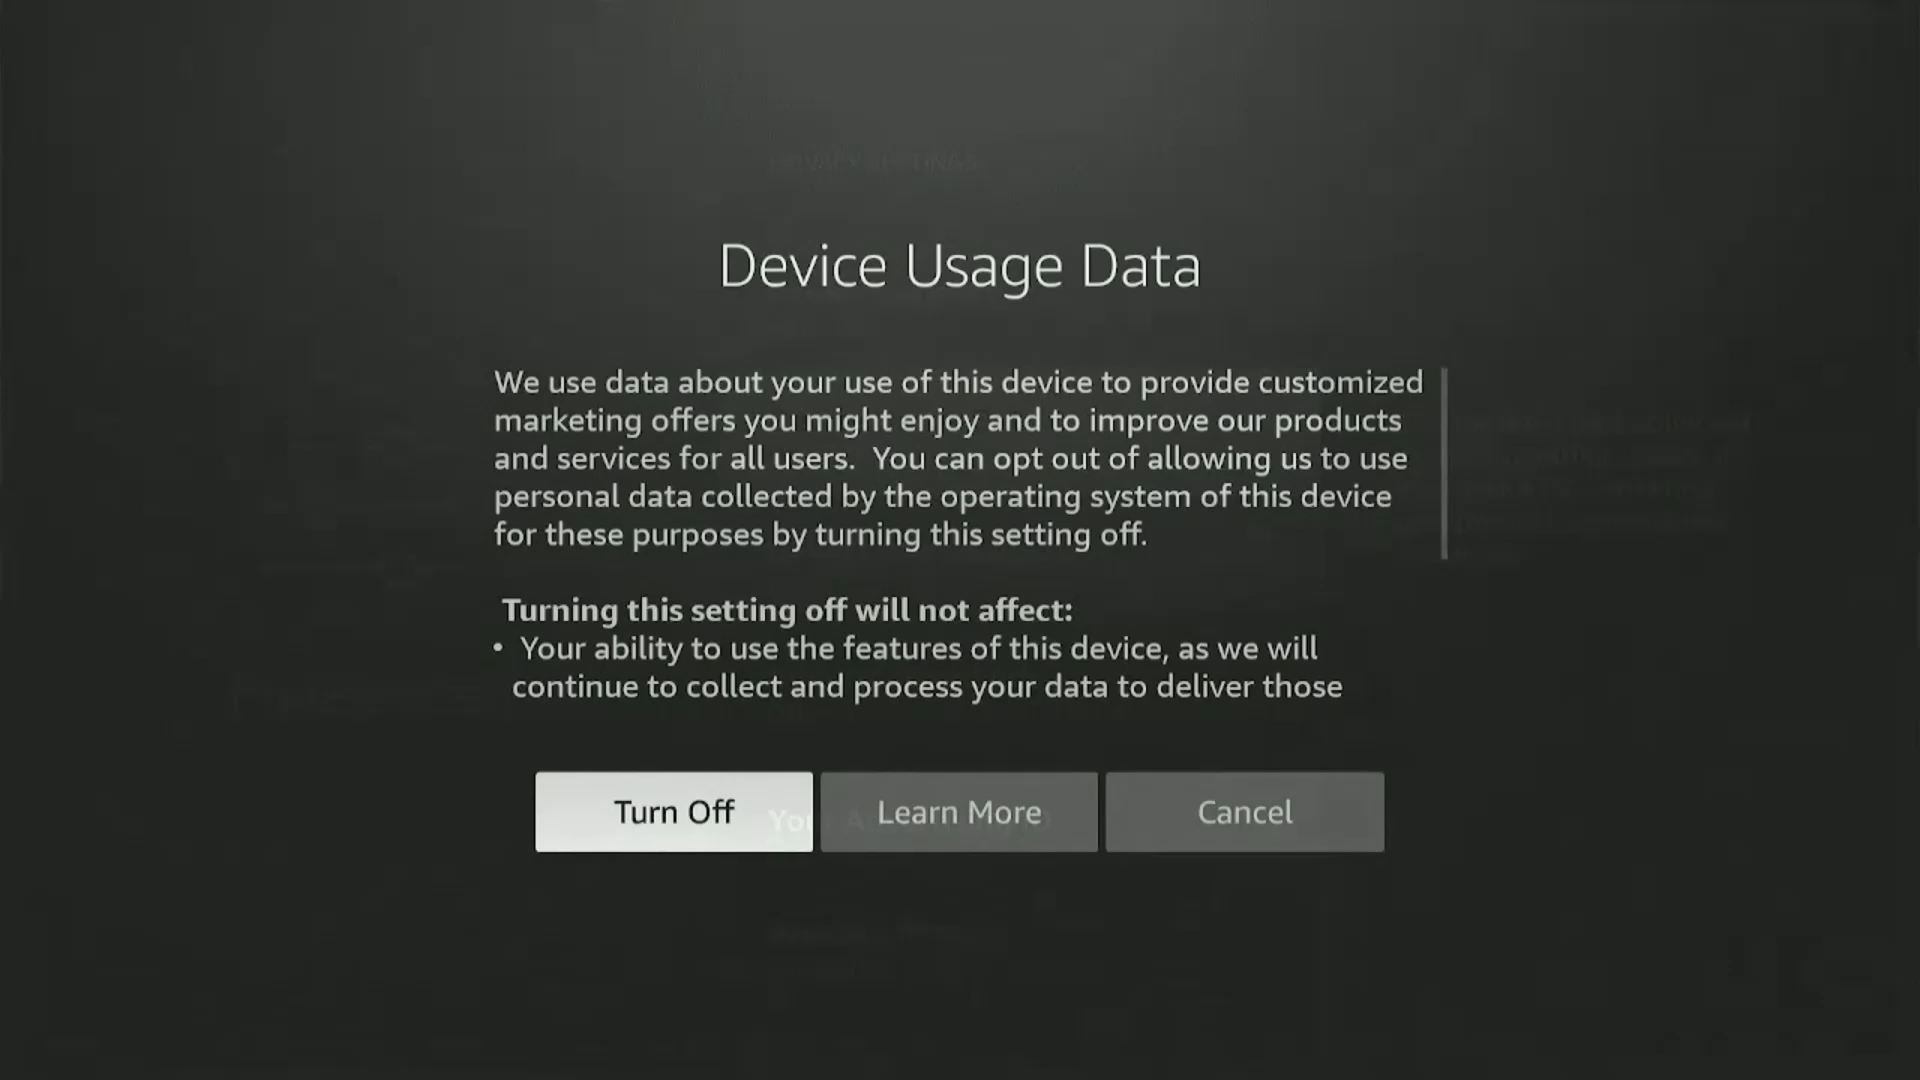 Device Usage Data
We use data about your use of this device to provide customized
marketing offers you might enjoy and to improve our products
and services for all users.  You can opt out of allowing us to use
personal data collected by the operating system of this device
for these purposes by turning this setting off.
Turning this setting off will not affect:
• Your ability to use the features of this device, as we will
continue to collect and process your data to deliver those
Turn Off
Learn More
Cancel